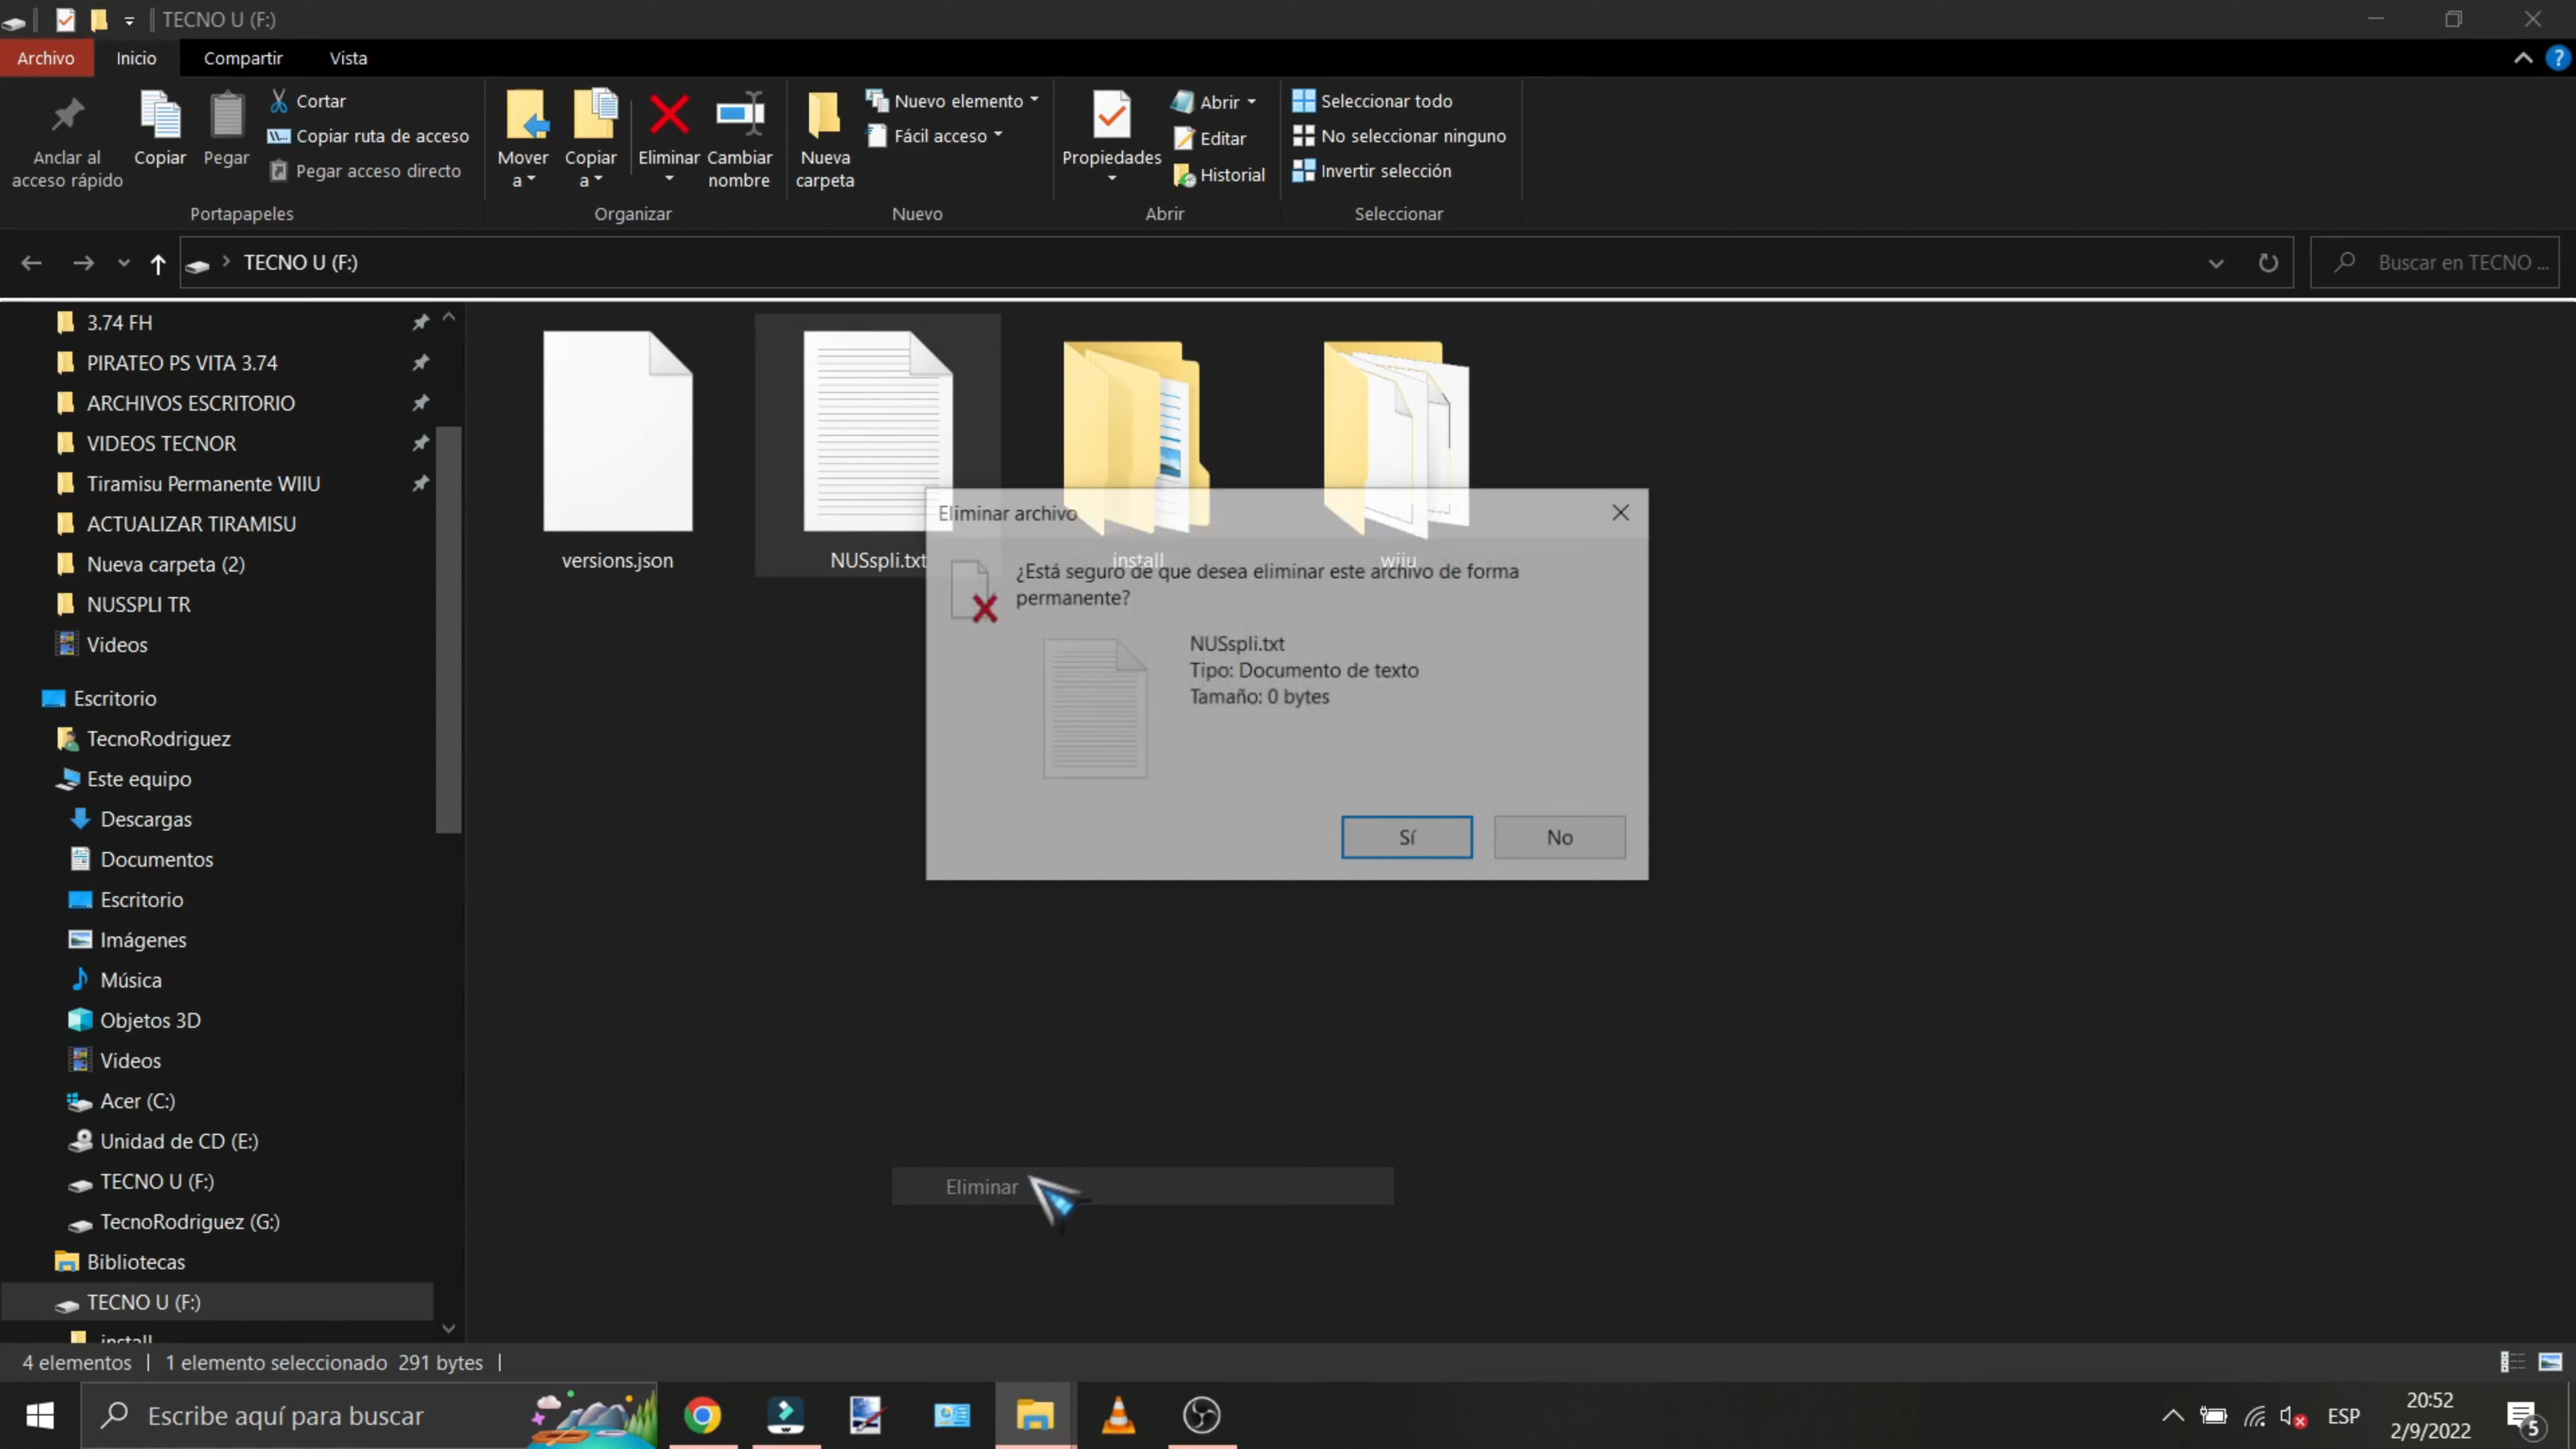 TECNO U (F:)
Archivo
Inicio
Compartir
Vista
Anclar al
acceso rápido
Copiar
Pegar
Cortar
Copiar ruta de acceso
Pegar acceso directo
Portapapeles
Mover
a
Copiar
a
Eliminar
Cambiar
nombre
Organizar
Nueva
carpeta
Nuevo elemento
Fácil acceso
Nuevo
Propiedades
Abrir
Editar
Historial
Abrir
Seleccionar todo
No seleccionar ninguno
Invertir selección
Seleccionar
TECNO U (F:)
Buscar en TECNO ...
3.74 FH
PIRATEO PS VITA 3.74
ARCHIVOS ESCRITORIO
VIDEOS TECNOR
Tiramisu Permanente WIIU
ACTUALIZAR TIRAMISU
Nueva carpeta (2)
NUSSPLI TR
Videos
Escritorio
TecnoRodriguez
Este equipo
Descargas
Documentos
Escritorio
Imágenes
Música
Objetos 3D
Videos
Acer (C:)
Unidad de CD (E:)
TECNO U (F:)
TecnoRodriguez (G:)
Bibliotecas
TECNO U (F:)
install
versions.json
NUSspli.txt
install
wiiu
Eliminar archivo
¿Está seguro de que desea eliminar este archivo de forma
permanente?
NUSspli.txt
Tipo: Documento de texto
Tamaño: 0 bytes
Sí
No
Eliminar
4 elementos
1 elemento seleccionado 291 bytes
Escribe aquí para buscar
ESP
20:52
2/9/2022
5